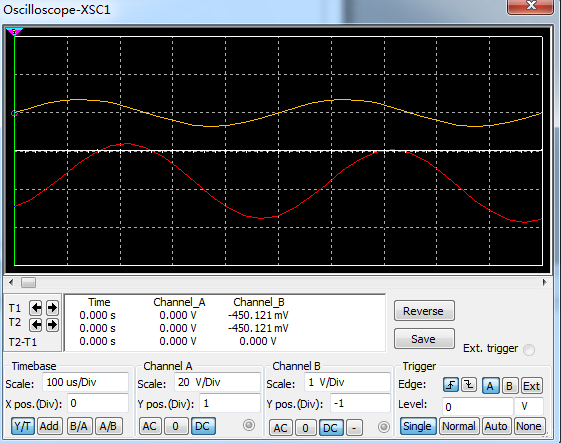 Oscilloscope-XSC1
Time Channel_A Channel_B
T1 0.000 s 0.000 V -450.121 mV
T2 0.000 s 0.000 V -450.121 mV
T2-T1 0.000 s 0.000 V 0.000 V
Reverse
Save
Ext. trigger
Timebase
Scale: 100 us/Div
X pos.(Div): 0
Y/T Add B/A A/B
Channel A
Scale: 20 V/Div
Y pos.(Div): 1
AC 0 DC
Channel B
Scale: 1 V/Div
Y pos.(Div): -1
AC 0 DC -
Trigger
Edge: A B Ext
Level: 0 V
Single Normal Auto None